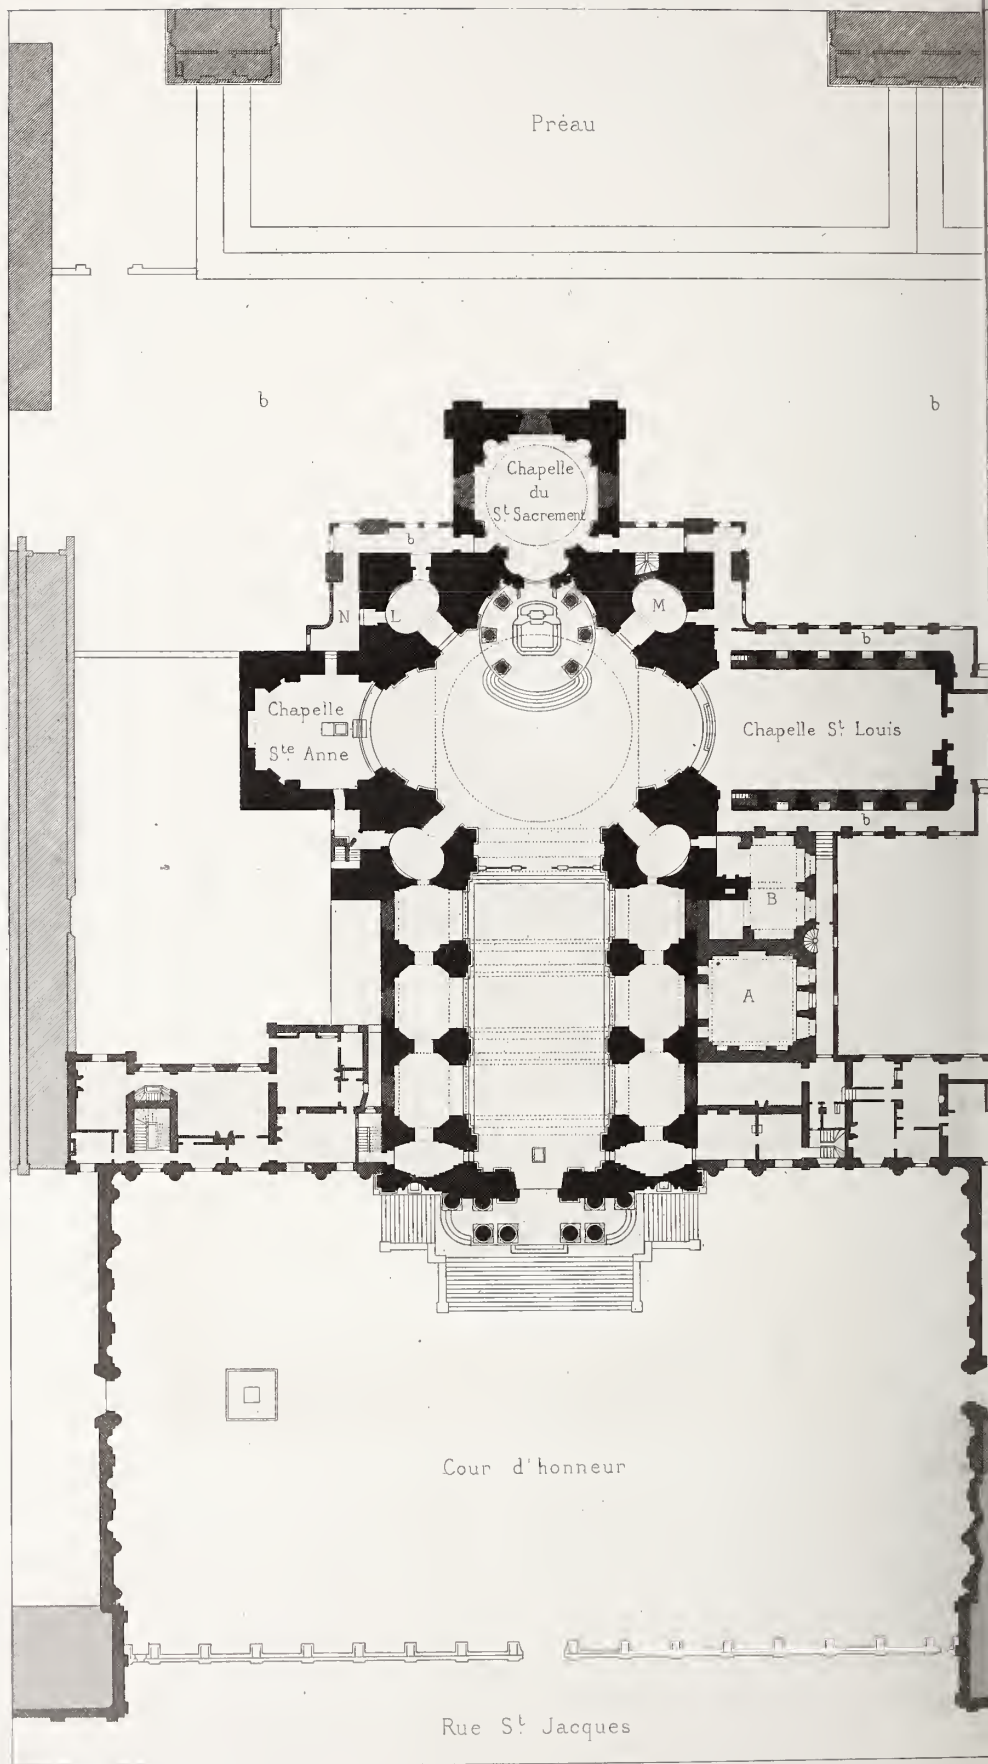 Préau
b
b
Chapelle
du
St. Sacrement
b
N
L
M
b
Chapelle
Ste. Anne
Chapelle St. Louis
b
B
A
Cour d'honneur
Rue St. Jacques